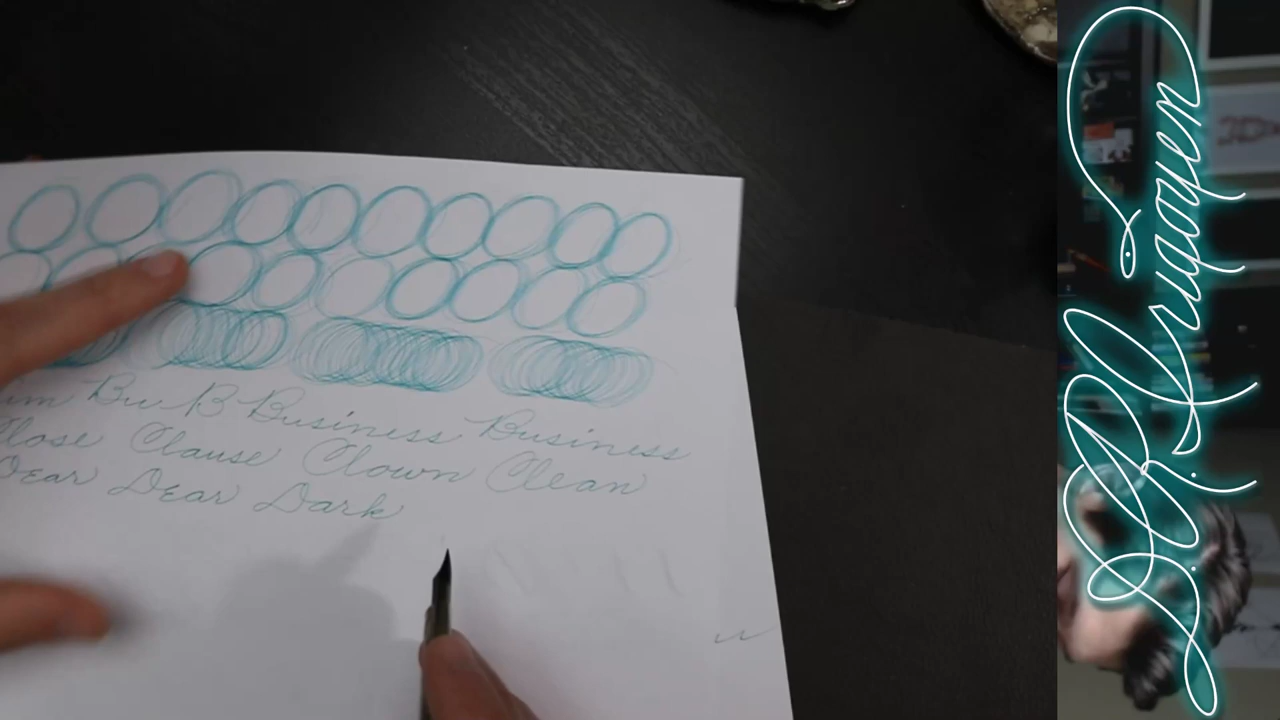 Bu B Business Business
Close Clause Clown Clean
Dear Dear Dark
u